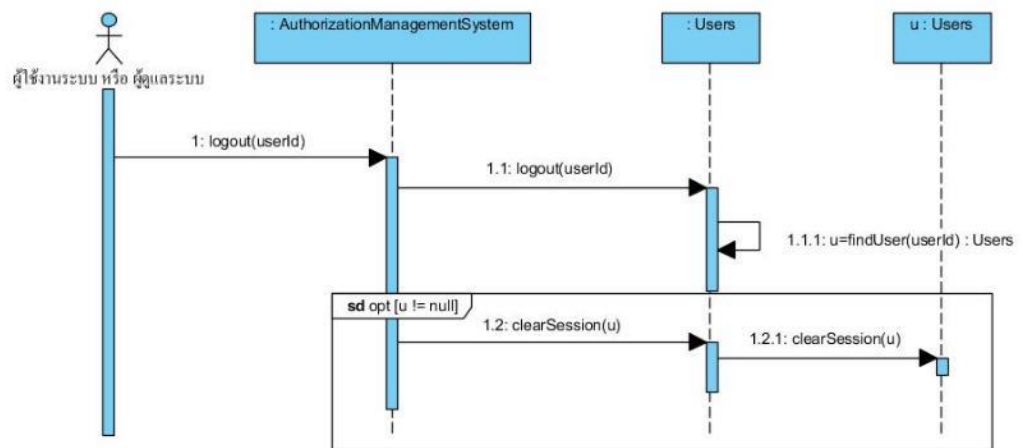 : AuthorizationManagementSystem
: Users
u : Users
ผู้ใช้งานระบบ หรือ ผู้ดูแลระบบ
1: logout(userId)
1.1: logout(userId)
1.1.1: u=findUser(userId) : Users
sd opt [u != null]
1.2: clearSession(u)
1.2.1: clearSession(u)